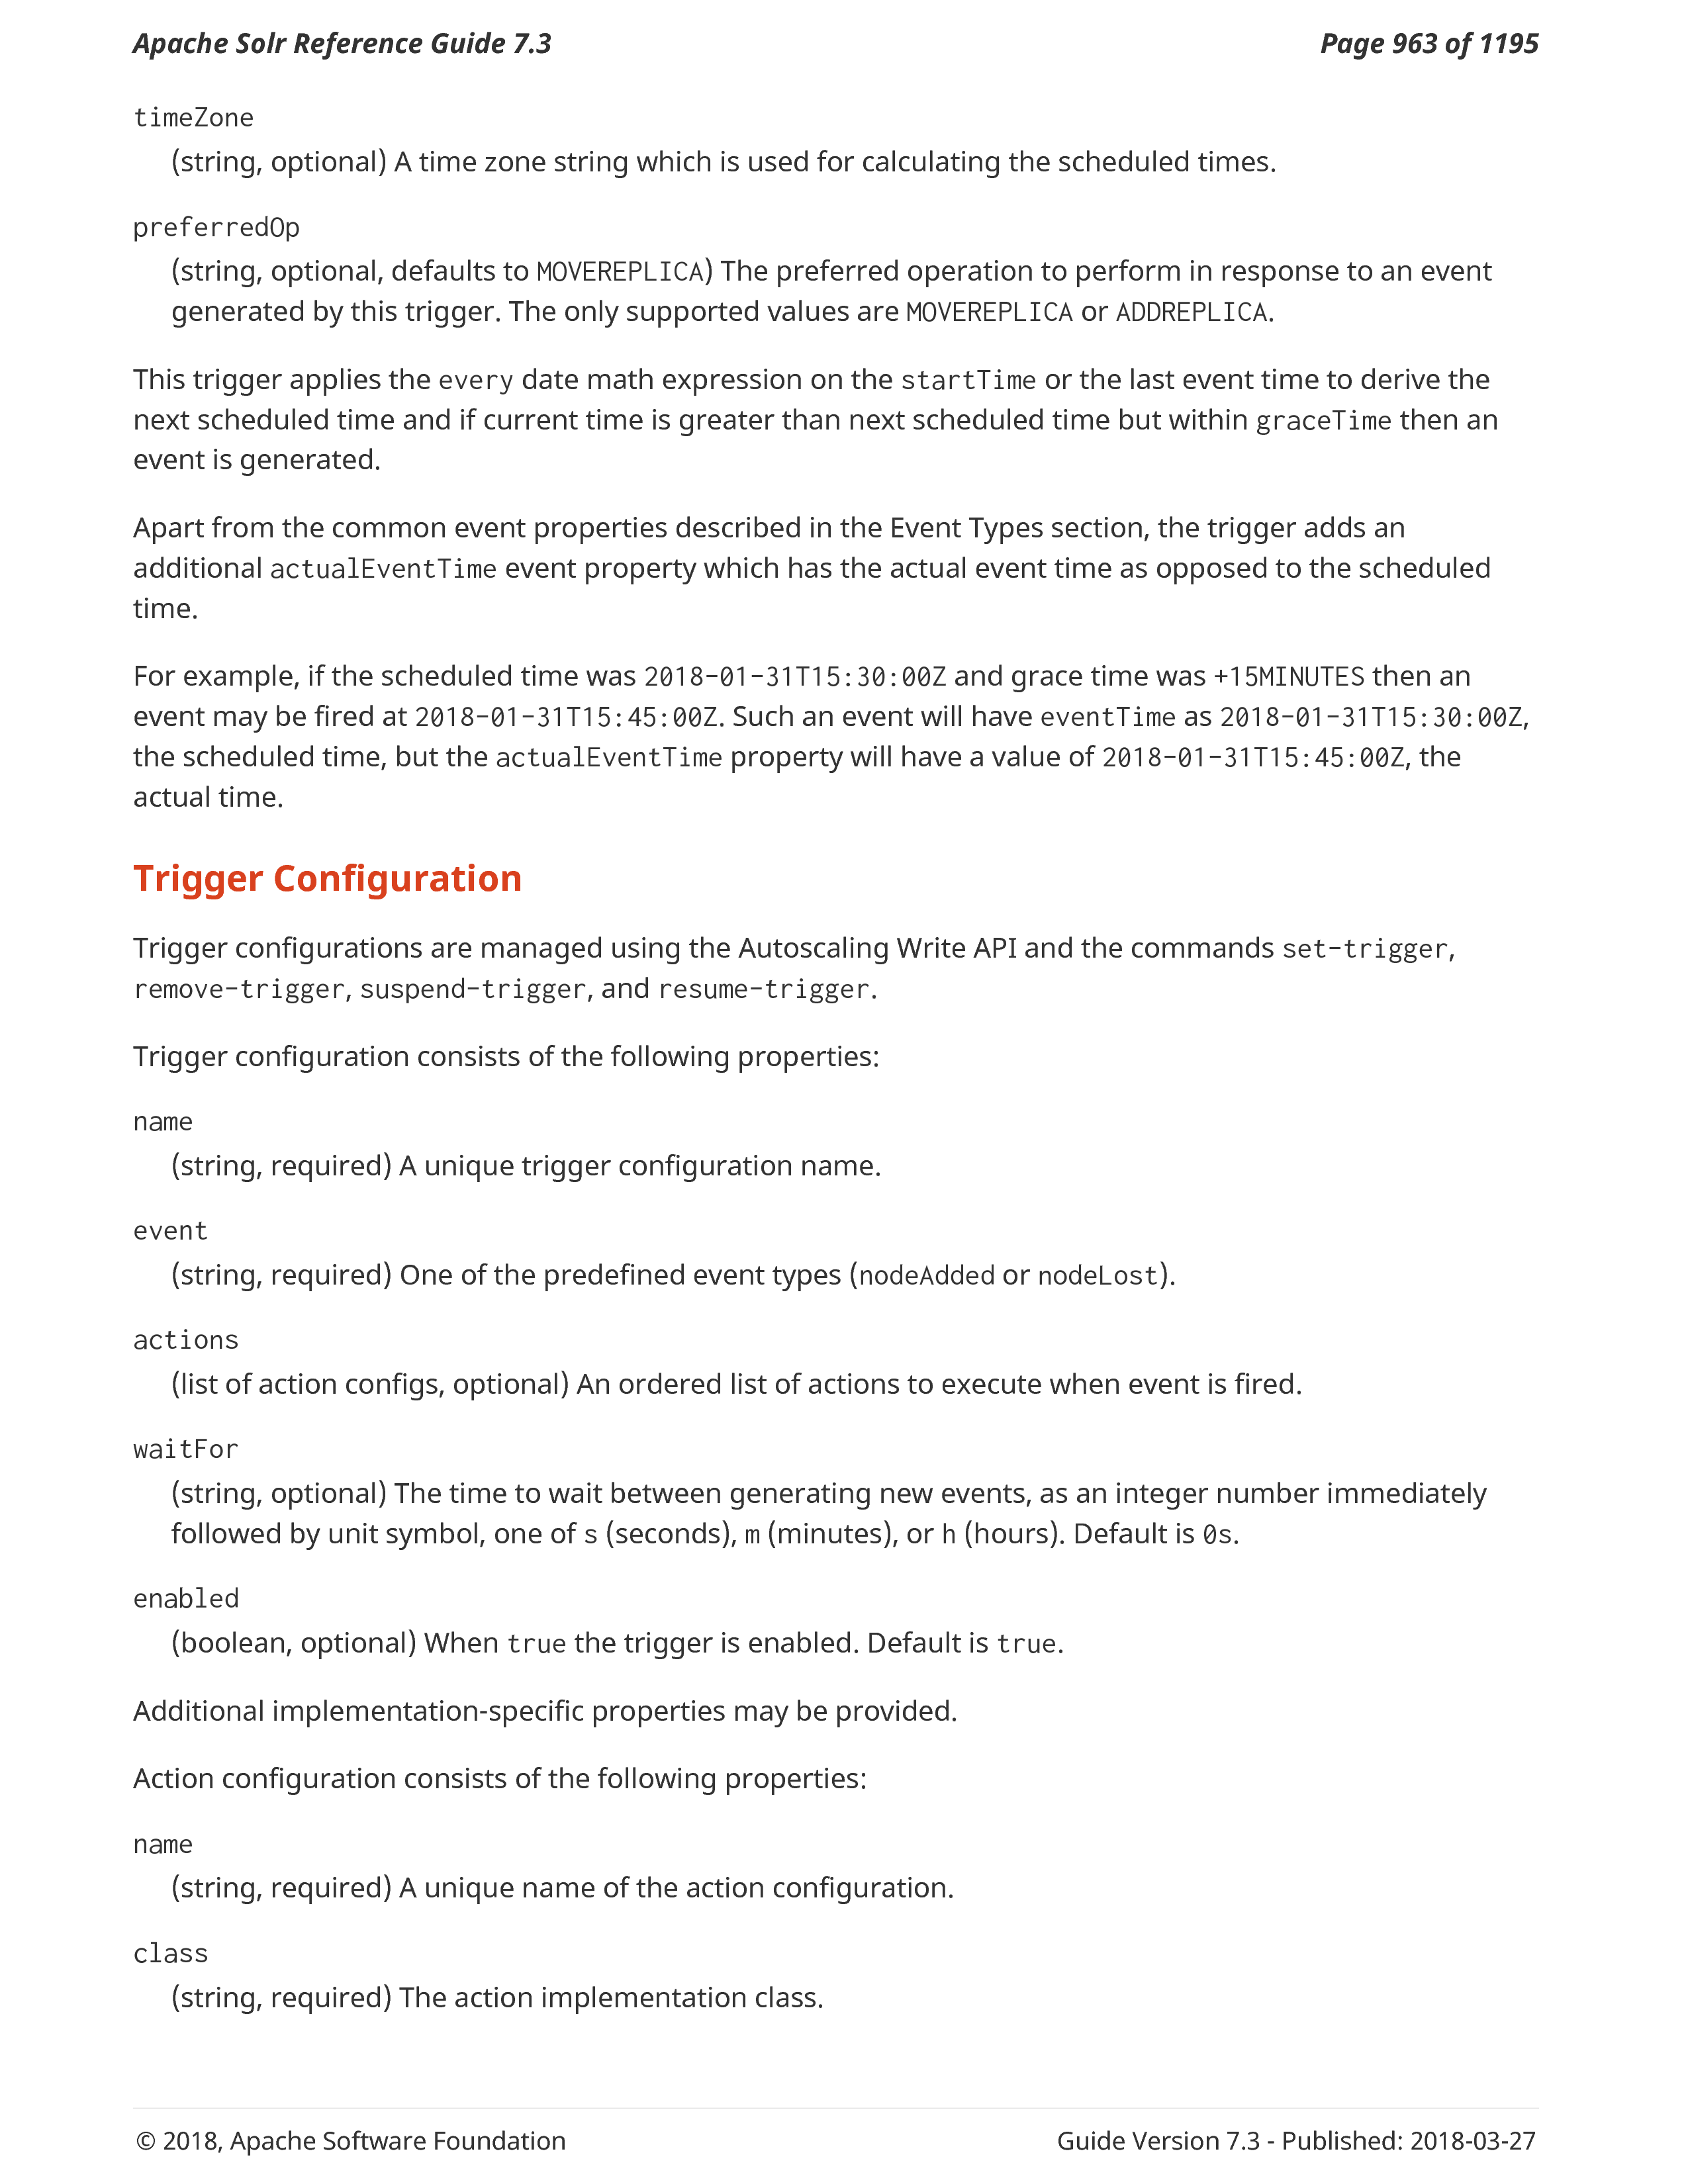 Apache Solr Reference Guide 7.3 Page 963 of 1195
timeZone
(string, optional) A time zone string which is used for calculating the scheduled times.
preferredOp
(string, optional, defaults to MOVEREPLICA) The preferred operation to perform in response to an event
generated by this trigger. The only supported values are MOVEREPLICA or ADDREPLICA.
This trigger applies the every date math expression on the startTime or the last event time to derive the
next scheduled time and if current time is greater than next scheduled time but within graceTime then an
event is generated.
Apart from the common event properties described in the Event Types section, the trigger adds an
additional actualEventTime event property which has the actual event time as opposed to the scheduled
time.
For example, if the scheduled time was 2018-01-31T15:30:00Z and grace time was +15MINUTES then an
event may be fired at 2018-01-31T15:45:00Z. Such an event will have eventTime as 2018-01-31T15:30:00Z,
the scheduled time, but the actualEventTime property will have a value of 2018-01-31T15:45:00Z, the
actual time.
Trigger Configuration
Trigger configurations are managed using the Autoscaling Write API and the commands set-trigger,
remove-trigger, suspend-trigger, and resume-trigger.
Trigger configuration consists of the following properties:
name
(string, required) A unique trigger configuration name.
event
(string, required) One of the predefined event types (nodeAdded or nodeLost).
actions
(list of action configs, optional) An ordered list of actions to execute when event is fired.
waitFor
(string, optional) The time to wait between generating new events, as an integer number immediately
followed by unit symbol, one of s (seconds), m (minutes), or h (hours). Default is 0s.
enabled
(boolean, optional) When true the trigger is enabled. Default is true.
Additional implementation-specific properties may be provided.
Action configuration consists of the following properties:
name
(string, required) A unique name of the action configuration.
class
(string, required) The action implementation class.
© 2018, Apache Software Foundation Guide Version 7.3 - Published: 2018-03-27